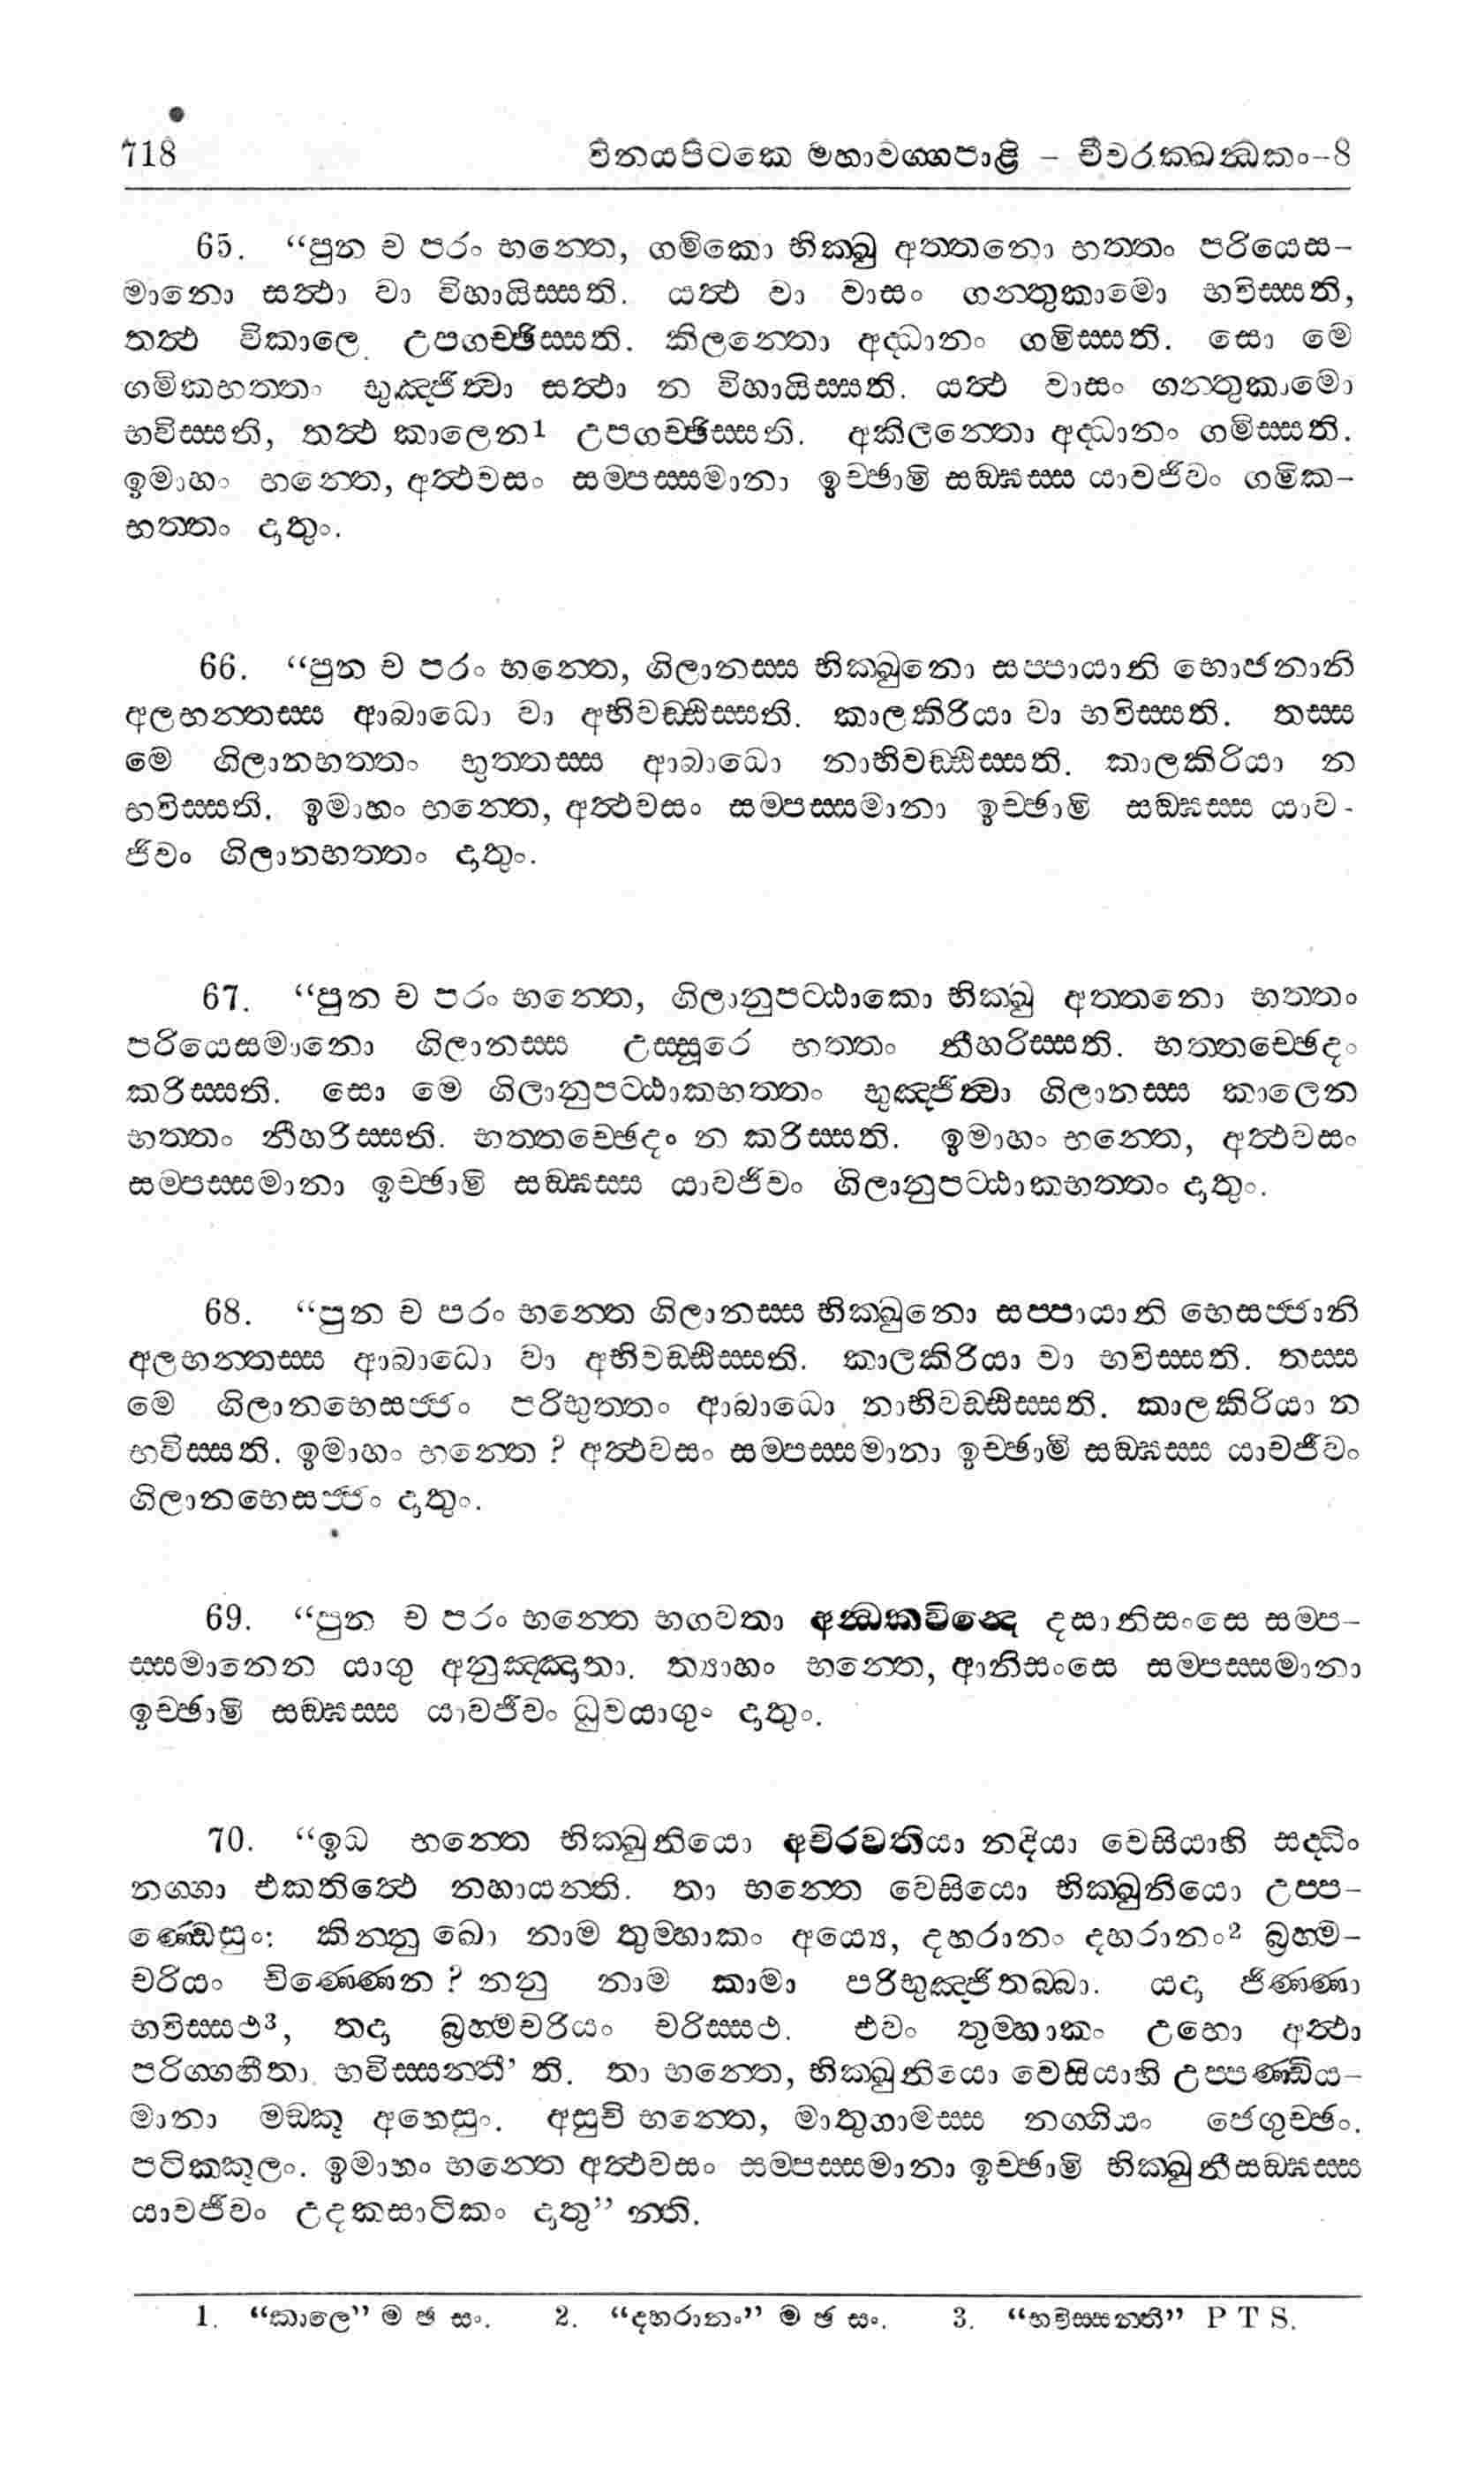 718 විනයපිටකෙ මහාවග්ගපාළි – චීවරක්ඛන්ධකං–8
65. “පුන ච පරං භන්තෙ, ගමිකො භික්ඛු අත්තනො භත්තං පරියෙස-
මානො සත්ථා වා විහායිස්සති. යත්ථ වා වාසං ගන්තුකාමො භවිස්සති,
තත්ථ විකාලෙ උපගච්ඡිස්සති. කිලන්තො අද්ධානං ගමිස්සති. සො මෙ
ගමිකභත්තං භුඤ්ජිත්වා සත්ථා න විහායිස්සති. යත්ථ වාසං ගන්තුකාමො
භවිස්සති, තත්ථ කාලෙන1 උපගච්ඡිස්සති. අකිලන්තො අද්ධානං ගමිස්සති.
ඉමාහං භන්තෙ, අත්ථවසං සම්පස්සමානා ඉච්ඡාමි සඞ්ඝස්ස යාවජිවං ගමික-
භත්තං දාතුං.
66. “පුන ච පරං භන්තෙ, ගිලානස්ස භික්ඛුනො සප්පායානි භොජනානි
අලභන්තස්ස ආබාධො වා අභිවඩ්ඪිස්සති. කාලකිරියා වා භවිස්සති. තස්ස
මෙ ගිලානභත්තං භුත්තස්ස ආබාධො නාභිවඩ්ඪිස්සති. කාලකිරියා න
භවිස්සති. ඉමාහං භන්තෙ, අත්ථවසං සම්පස්සමානා ඉච්ඡාමි සඞ්ඝස්ස යාව-
ජිවං ගිලානභත්තං දාතුං.
67. “පුන ච පරං භන්තෙ, ගිලානුපට්ඨාකො භික්ඛු අත්තනො භත්තං
පරියෙසමානො ගිලානස්ස උස්සූරෙ භත්තං නීහරිස්සති. භත්තච්ඡෙදං
කරිස්සති. සො මෙ ගිලානුපට්ඨාකභත්තං භුඤ්ජිත්වා ගිලානස්ස කාලෙන
භත්තං නීහරිස්සති. භත්තච්ඡෙදං න කරිස්සති. ඉමාහං භන්තෙ, අත්ථවසං
සම්පස්සමානා ඉච්ඡාමි සඞ්ඝස්ස යාවජිවං ගිලානුපට්ඨාකභත්තං දාතුං.
68. “පුන ච පරං භන්තෙ ගිලානස්ස භික්ඛුනො සප්පායානි භෙසජ්ජානි
අලභන්තස්ස ආබාධො වා අභිවඩ්ඪිස්සති. කාලකිරියා වා භවිස්සති. තස්ස
මෙ ගිලානභෙසජ්ජං පරිභුත්තං ආබාධො නාභිවඩ්ඪිස්සති. කාලකිරියා න
භවිස්සති. ඉමාහං භන්තෙ ? අත්ථවසං සම්පස්සමානා ඉච්ඡාමි සඞ්ඝස්ස යාවජීවං
ගිලානභෙසජ්ජං දාතුං.
69. “පුන ච පරං භන්තෙ භගවතා අන්ධකවින්දෙ දසානිසංසෙ සම්ප-
ස්සමානෙන යාගු අනුඤ්ඤාතා. ත්‍යාහං භන්තෙ, ආනිසංසෙ සම්පස්සමානා
ඉච්ඡාමි සඞ්ඝස්ස යාවජීවං ධුවයාගුං දාතුං.
70. “ඉධ භන්තෙ භික්ඛුනියො අචිරවතියා නදියා වෙසියාහි සද්ධිං
නග්ගා එකතිත්ථෙ නහායන්ති. තා භන්තෙ වෙසියො භික්ඛුනියො උප්ප-
ණ්ඩෙසුං: කින්නු ඛො නාම තුම්හාකං අය්‍යෙ, දහරානං දහරානං2 බ්‍රහ්ම-
චරියං චිණ්ණෙන ? නනු නාම කාමා පරිභුඤ්ජිතබ්බා. යදා ජිණ්ණා
භවිස්සථ3, තදා බ්‍රහ්මචරියං චරිස්සථ. එවං තුම්හාකං උභො අත්ථා
පරිග්ගහීතා භවිස්සන්තී’ ති. තා භන්තෙ, භික්ඛුනියො වෙසියාහි උප්පණ්ඩිය-
මානා මඞ්කූ අහෙසුං. අසුචි භන්තෙ, මාතුගාමස්ස නග්ගියං ජෙගුච්ඡං.
පටික්කූලං. ඉමාහං භන්තෙ අත්ථවසං සම්පස්සමානා ඉච්ඡාමි භික්ඛුනීසඞ්ඝස්ස
යාවජීවං උදකසාටිකං දාතු” න්ති.
1. “කාලෙ” ම ඡ සං. 2. “දහරානං” ම ඡ සං. 3. “භවිස්සන්ති” P T S.